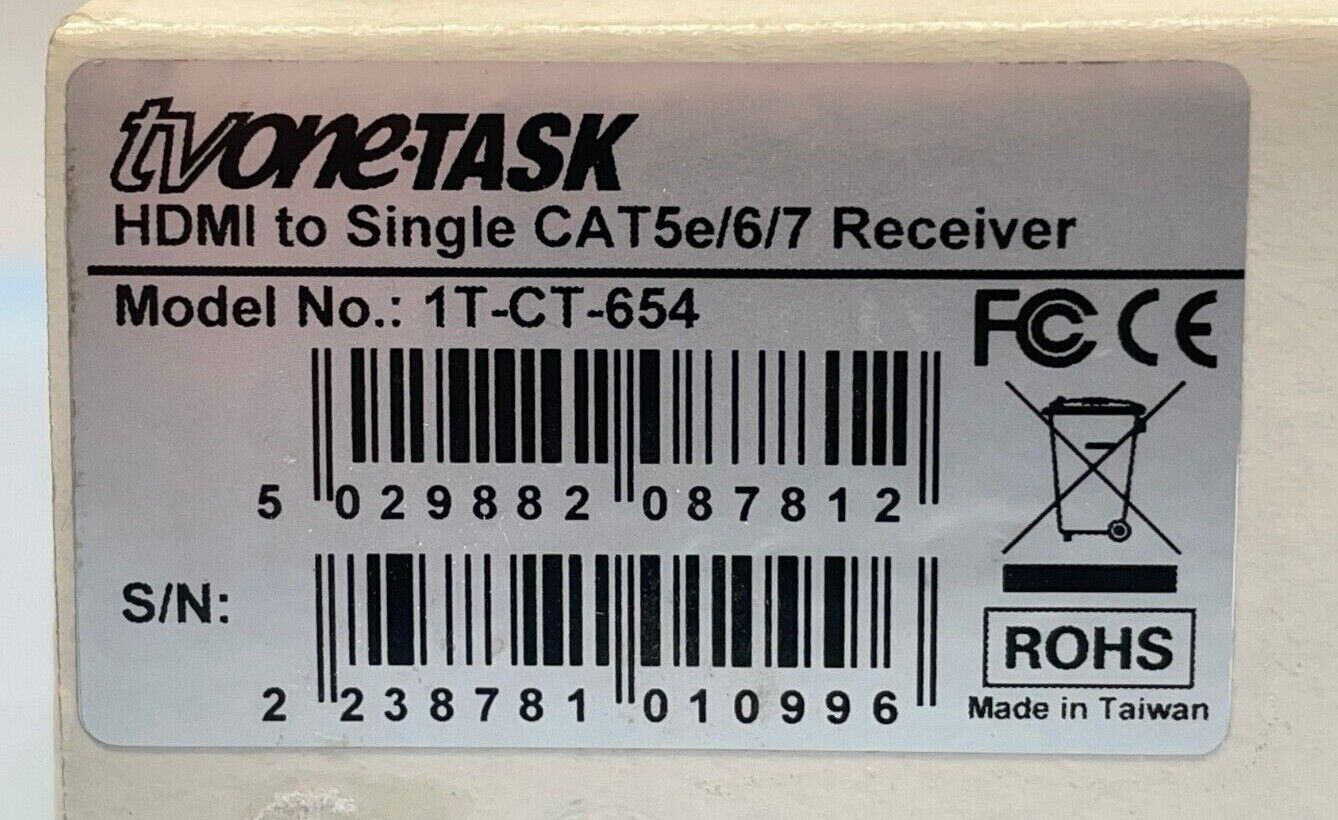 tvone·TASK
HDMI to Single CAT5e/6/7 Receiver
Model No.: 1T-CT-654
FC CE
5 029882 087812
S/N:
2 238781 010996
ROHS
Made in Taiwan